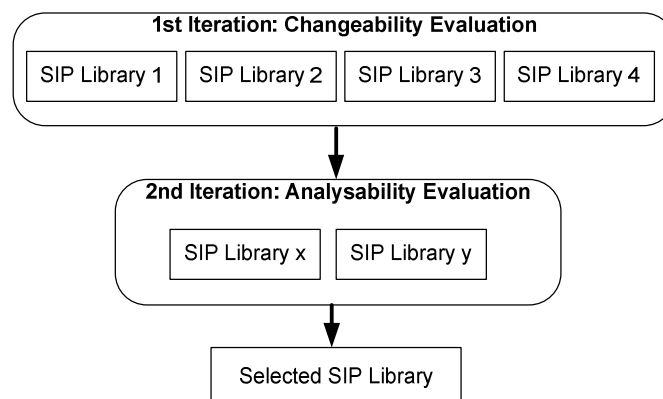 1st Iteration: Changeability Evaluation
SIP Library 1
SIP Library 2
SIP Library 3
SIP Library 4
2nd Iteration: Analysability Evaluation
SIP Library x
SIP Library y
Selected SIP Library